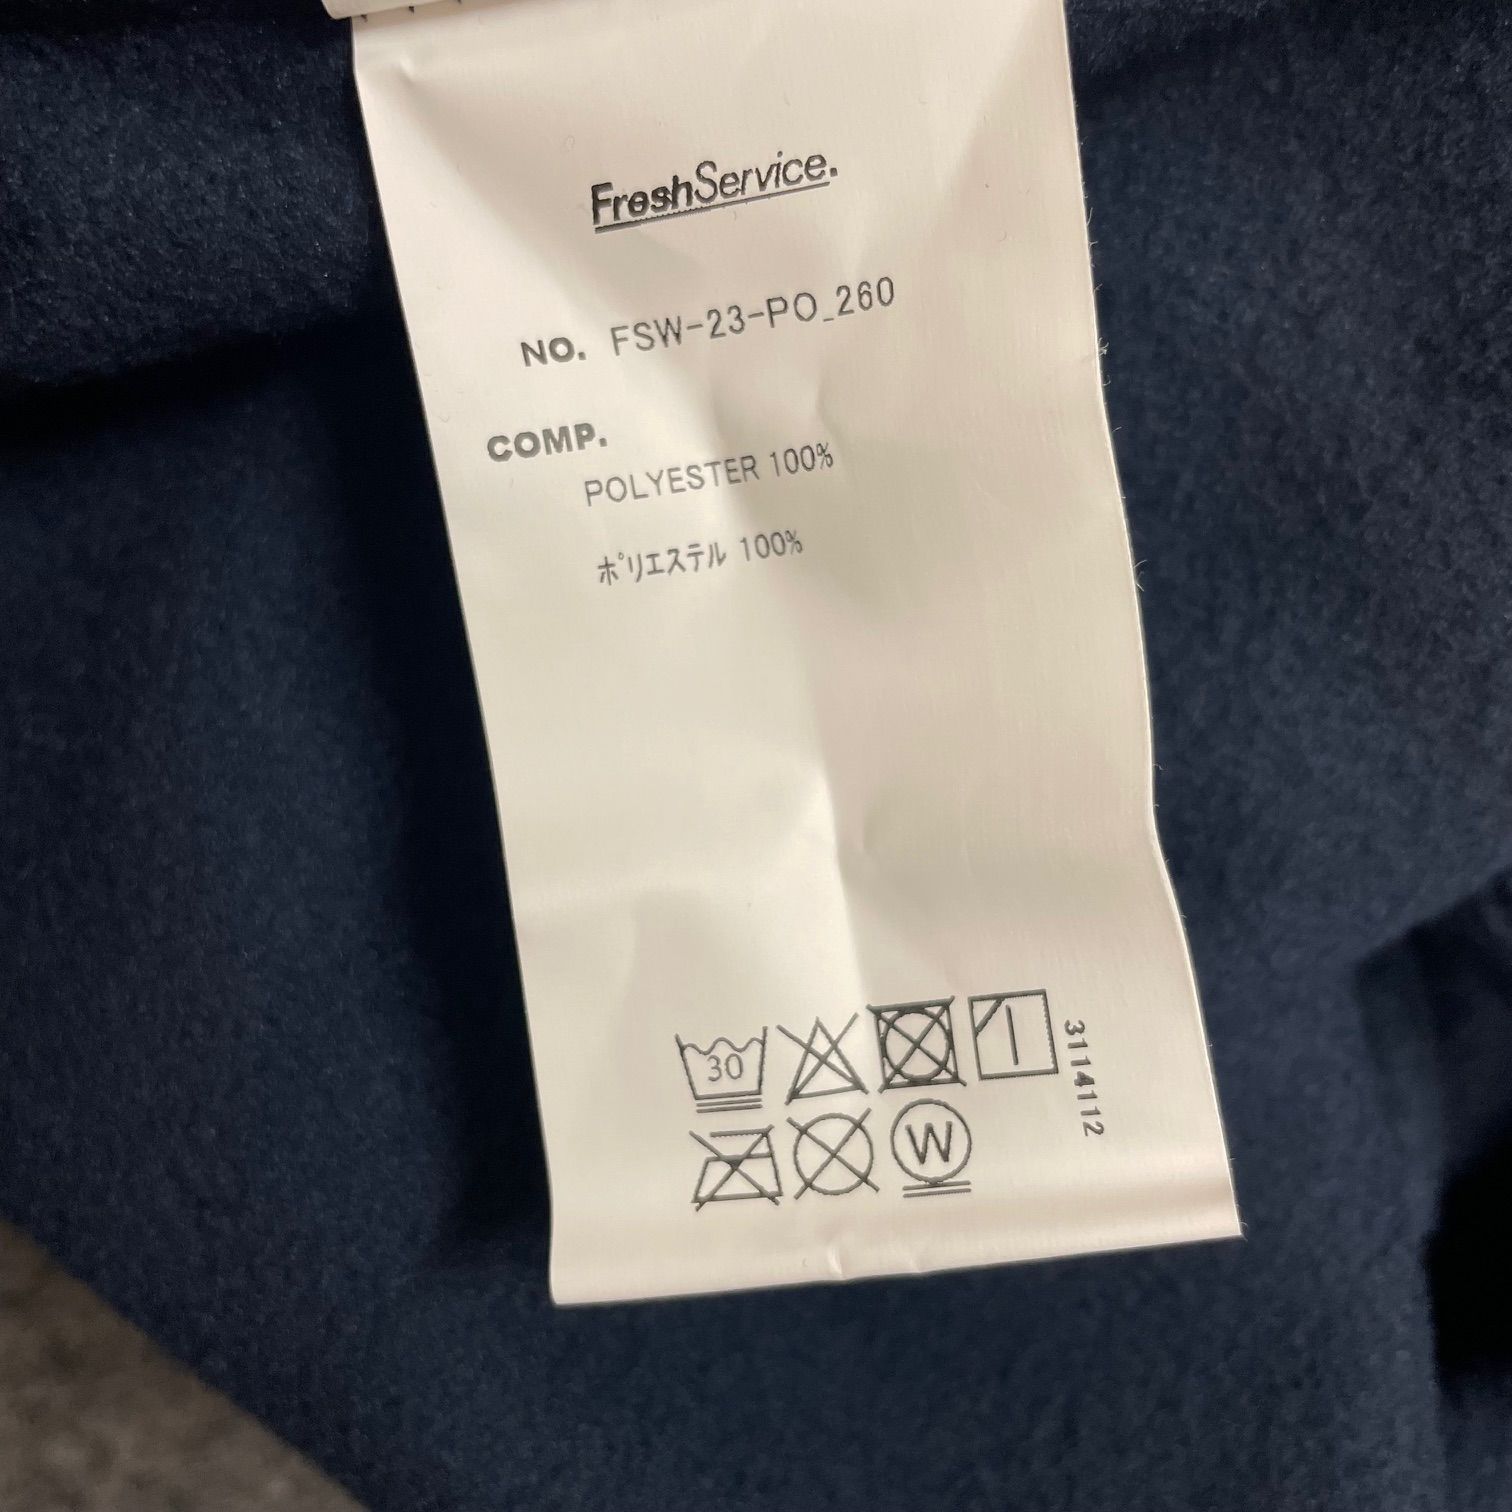 FreshService.
NO. FSW-23-PO_260
COMP.
POLYESTER 100%
ポリエステル 100%
30
3114112
W